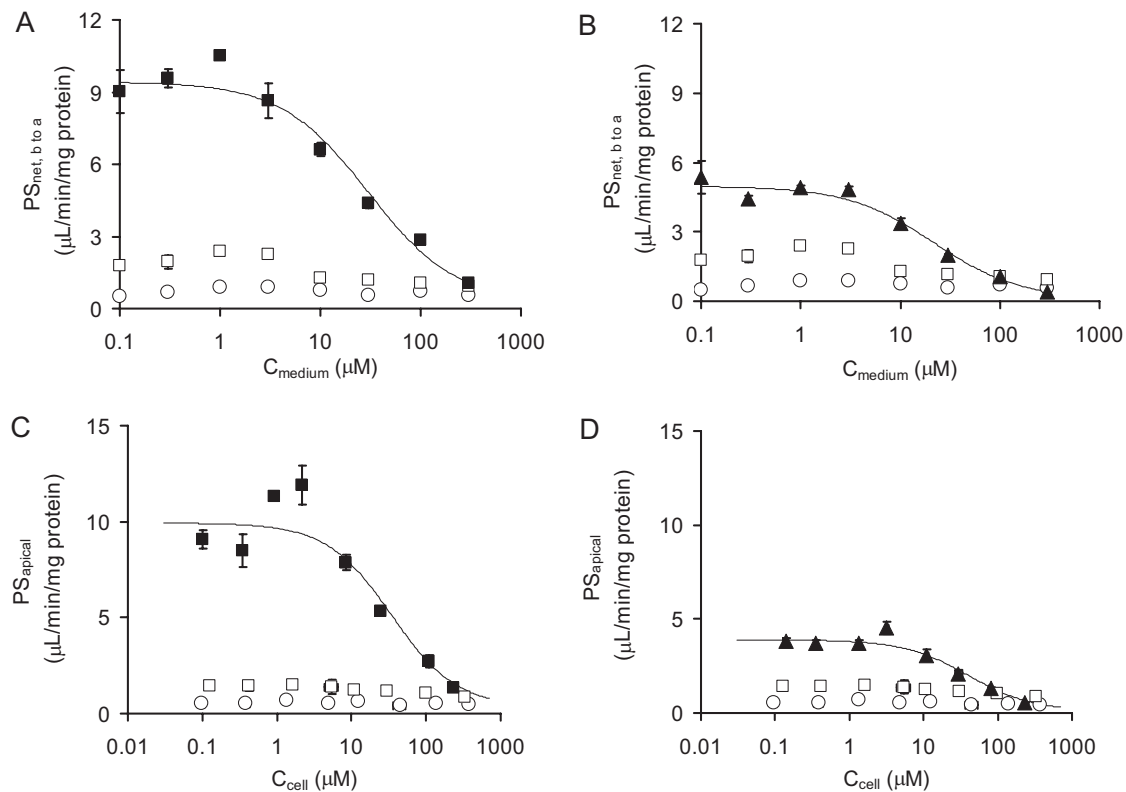 A
12
9
6
3
0
PSnet, b to a
(μL/min/mg protein)
0.1 1 10 100 1000
Cmedium (μM)
B
12
9
6
3
0
PSnet, b to a
(μL/min/mg protein)
0.1 1 10 100 1000
Cmedium (μM)
C
15
10
5
0
PSapical
(μL/min/mg protein)
0.01 0.1 1 10 100 1000
Ccell (μM)
D
15
10
5
0
PSapical
(μL/min/mg protein)
0.01 0.1 1 10 100 1000
Ccell (μM)